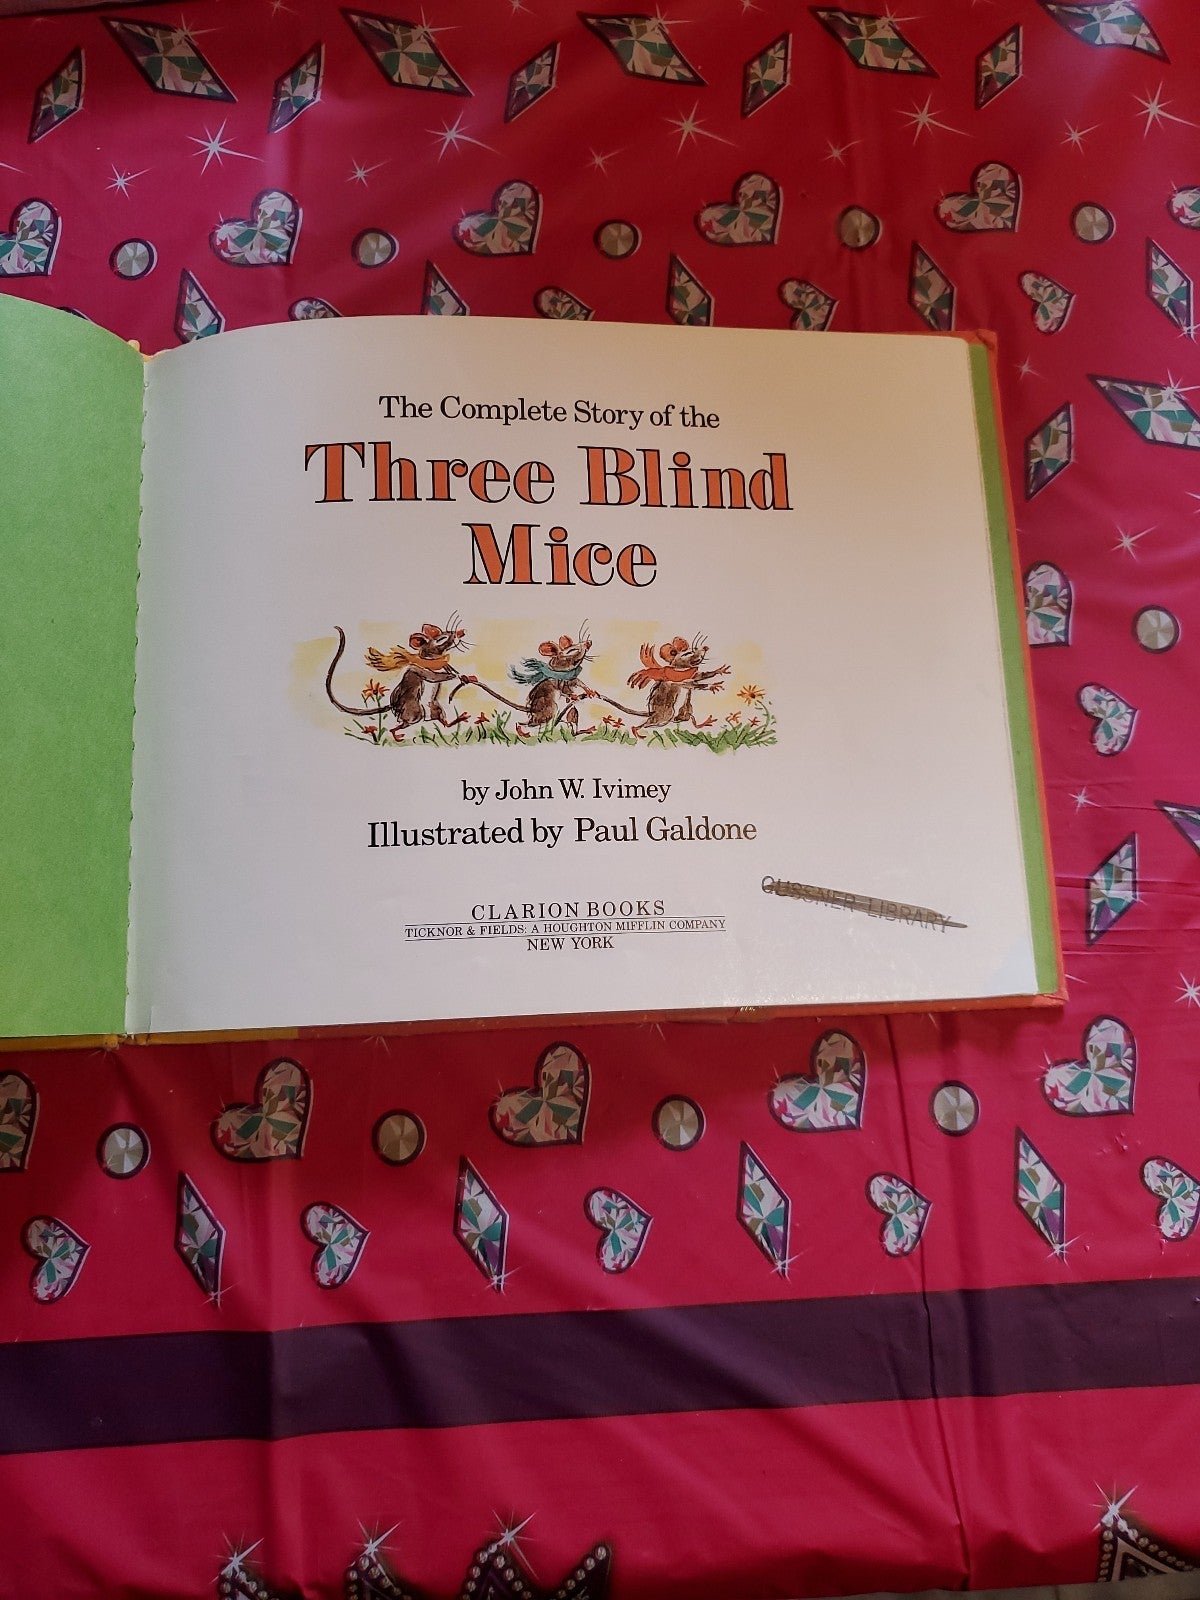 The Complete Story of the
Three Blind
Mice
by John W. Ivimey
Illustrated by Paul Galdone
CLARION BOOKS
TICKNOR & FIELDS: A HOUGHTON MIFFLIN COMPANY
NEW YORK
GUSSNER LIBRARY